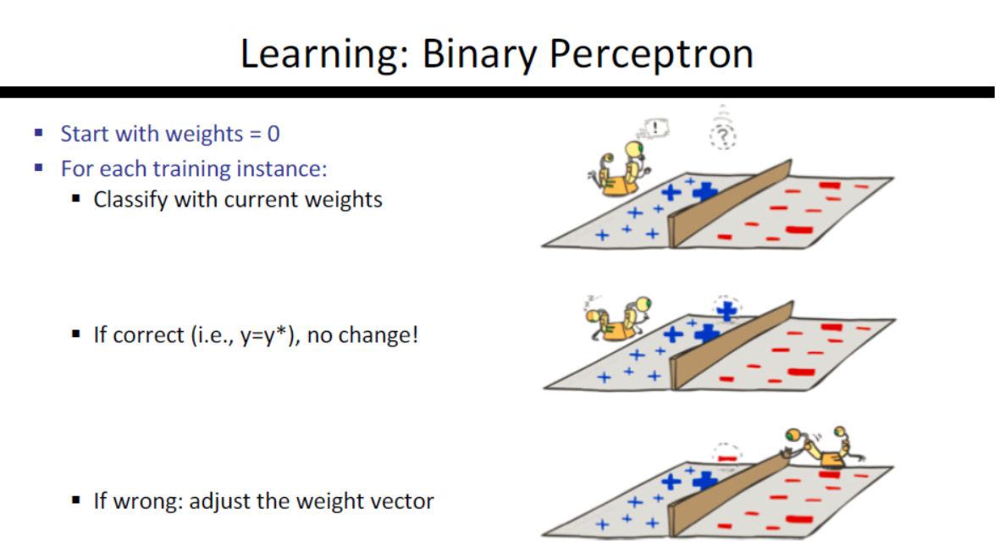 Learning: Binary Perceptron
▪ Start with weights = 0
▪ For each training instance:
▪ Classify with current weights
!
?
▪ If correct (i.e., y=y*), no change!
▪ If wrong: adjust the weight vector